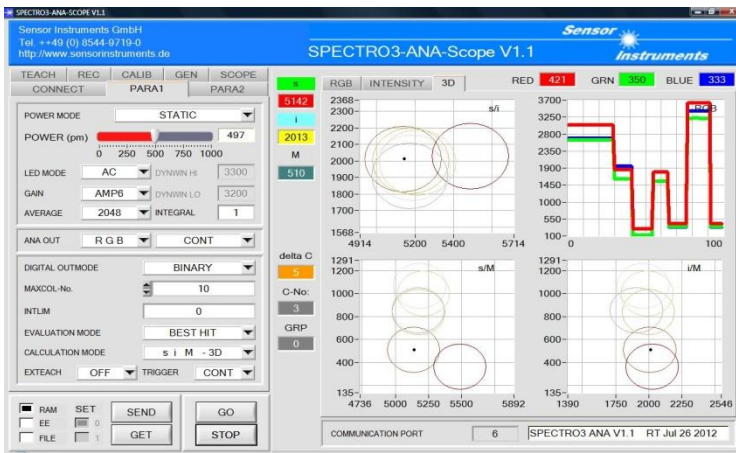 SPECTRO3-ANA-SCOPE V1.1
Sensor Instruments GmbH
Tel. ++49 (0) 8544-9719-0
http://www.sensorinstruments.de
SPECTRO3-ANA-Scope V1.1
Sensor
Instruments
TEACH REC CALIB GEN SCOPE
CONNECT PARA1 PARA2
POWER MODE STATIC
POWER (pm) 497
0 250 500 750 1000
LED MODE AC DYNWIN HI 3300
GAIN AMP6 DYNWIN LO 3200
AVERAGE 2048 INTEGRAL 1
ANA OUT R G B CONT
DIGITAL OUTMODE BINARY
MAXCOL-No. 10
INTLIM 0
EVALUATION MODE BEST HIT
CALCULATION MODE s i M - 3D
EXTEACH OFF TRIGGER CONT
RAM SET SEND GO
EE 0
FILE 1 GET STOP
s
5142
i
2013
M
510
delta C
5
C-No:
3
GRP
0
RGB INTENSITY 3D RED 421 GRN 350 BLUE 333
s/i
2368-
2300-
2200-
2100-
2000-
1900-
1800-
1700-
1568-
4914 5200 5400 5714
RGB
3700-
3250-
2800-
2350-
1900-
1450-
1000-
550-
100-
0 100
s/M
1291-
1200-
1000-
800-
600-
400-
135-
4736 5000 5250 5500 5892
i/M
1291-
1200-
1000-
800-
600-
400-
135-
1390 1750 2000 2250 2546
COMMUNICATION PORT 6 SPECTRO3 ANA V1.1 RT Jul 26 2012